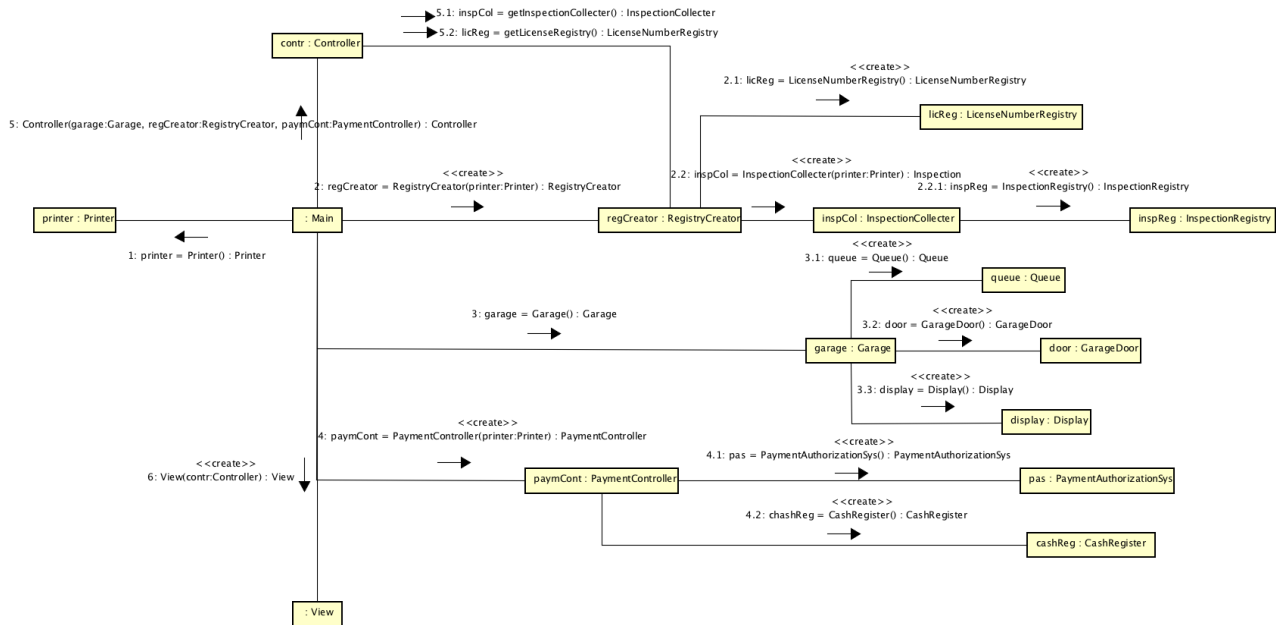 5.1: inspCol = getInspectionCollecter() : InspectionCollecter
5.2: licReg = getLicenseRegistry() : LicenseNumberRegistry
contr : Controller
<<create>>
2.1: licReg = LicenseNumberRegistry() : LicenseNumberRegistry
licReg : LicenseNumberRegistry
5: Controller(garage:Garage, regCreator:RegistryCreator, paymCont:PaymentController) : Controller
<<create>>
2: regCreator = RegistryCreator(printer:Printer) : RegistryCreator
<<create>>
2.2: inspCol = InspectionCollecter(printer:Printer) : Inspection
<<create>>
2.2.1: inspReg = InspectionRegistry() : InspectionRegistry
printer : Printer
: Main
regCreator : RegistryCreator
inspCol : InspectionCollecter
inspReg : InspectionRegistry
1: printer = Printer() : Printer
<<create>>
3.1: queue = Queue() : Queue
queue : Queue
3: garage = Garage() : Garage
<<create>>
3.2: door = GarageDoor() : GarageDoor
garage : Garage
door : GarageDoor
<<create>>
3.3: display = Display() : Display
display : Display
<<create>>
4: paymCont = PaymentController(printer:Printer) : PaymentController
<<create>>
4.1: pas = PaymentAuthorizationSys() : PaymentAuthorizationSys
<<create>>
6: View(contr:Controller) : View
paymCont : PaymentController
pas : PaymentAuthorizationSys
<<create>>
4.2: chashReg = CashRegister() : CashRegister
cashReg : CashRegister
: View